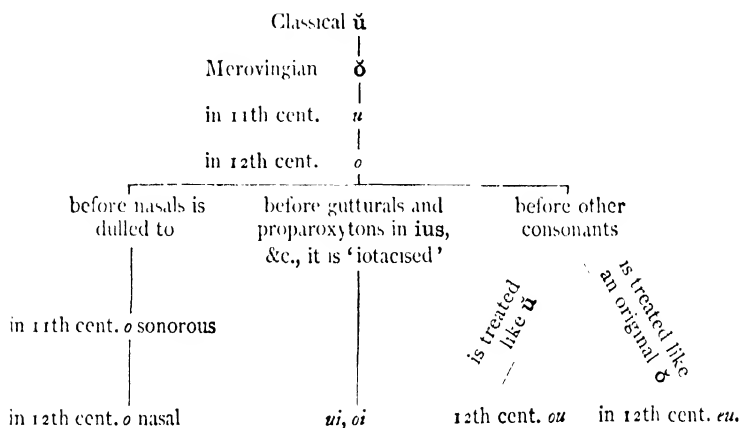 Classical ŭ
Merovingian ŏ
in 11th cent. u
in 12th cent. o
before nasals is
dulled to
before gutturals and
proparoxytons in ius,
&c., it is ‘iotacised’
before other
consonants
in 11th cent. o sonorous
in 12th cent. o nasal
ui, oi
is treated
like ŭ
12th cent. ou
is treated like
an original ŏ
in 12th cent. eu.